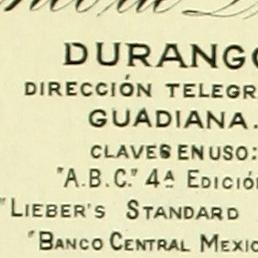 DURANGO
DIRECCIÓN TELEGR
GUADIANA.
CLAVES EN USO:
"A.B.C." 4ª EDICIÓN
"LIEBER'S STANDARD
"BANCO CENTRAL MEXIC